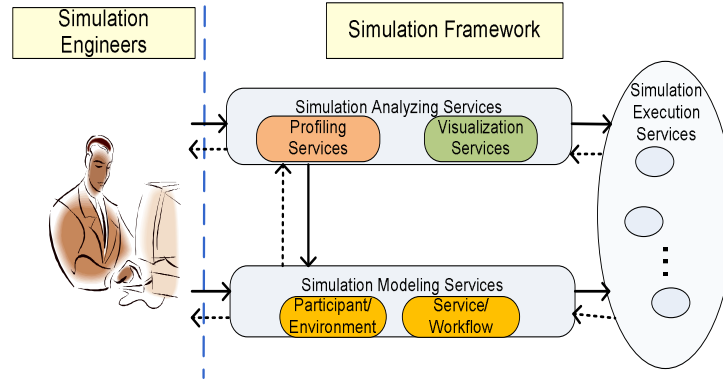 Simulation
Engineers
Simulation Framework
Simulation Analyzing Services
Profiling
Services
Visualization
Services
Simulation
Execution
Services
Simulation Modeling Services
Participant/
Environment
Service/
Workflow